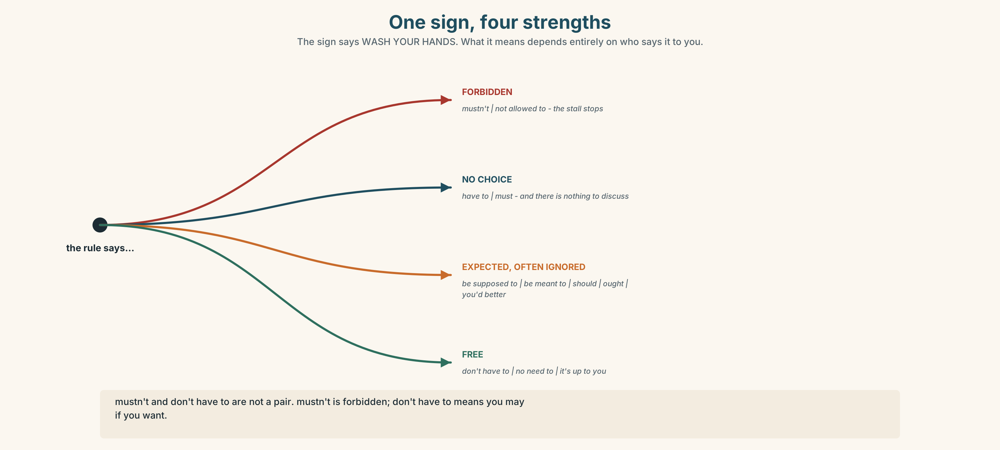 One sign, four strengths
The sign says WASH YOUR HANDS. What it means depends entirely on who says it to you.
FORBIDDEN
mustn't | not allowed to - the stall stops
NO CHOICE
have to | must - and there is nothing to discuss
the rule says...
EXPECTED, OFTEN IGNORED
be supposed to | be meant to | should | ought |
you'd better
FREE
don't have to | no need to | it's up to you
mustn't and don't have to are not a pair. mustn't is forbidden; don't have to means you may
if you want.